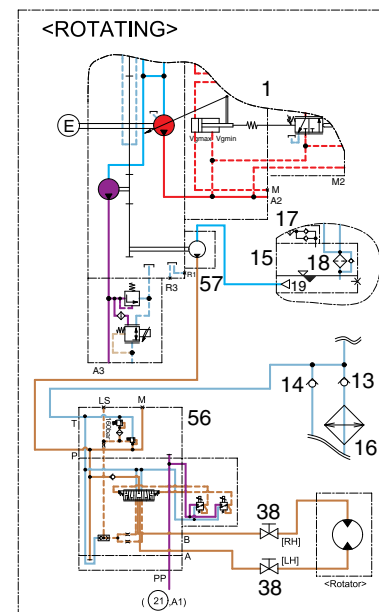 <ROTATING>
1
E
Vgmax
Vgmin
M
A2
M2
17
15
18
19
R1
R3
57
A3
14
13
16
LS
M
56
T
160bar
P
B
[RH]
38
A
[LH]
38
<Rotator>
PP
( 21 ,A1)